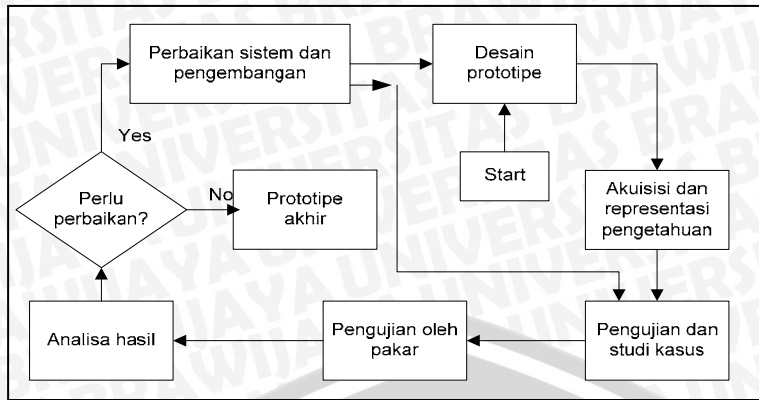 Perbaikan sistem dan
pengembangan
Desain
prototipe
Yes
Start
Perlu
perbaikan?
No
Prototipe
akhir
Akuisisi dan
representasi
pengetahuan
Analisa hasil
Pengujian oleh
pakar
Pengujian dan
studi kasus